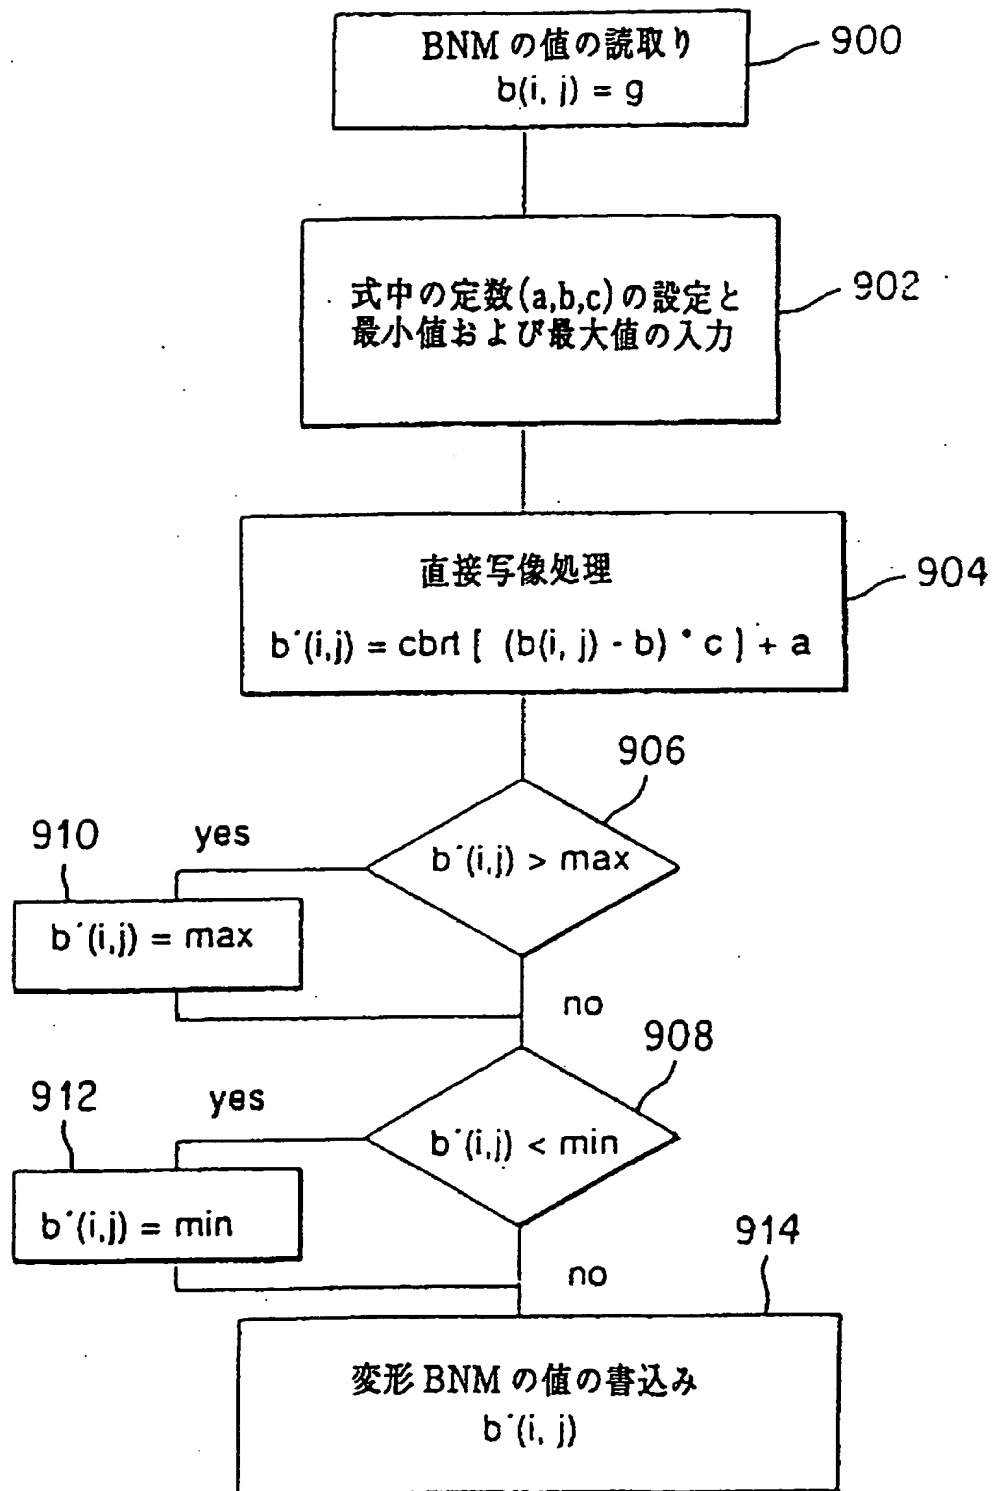 BNM の値の読取り
b(i, j) = g
900
式中の定数(a,b,c)の設定と
最小値および最大値の入力
902
直接写像処理
b´(i,j) = cbrt [ (b(i, j) - b) * c ] + a
904
906
b´(i,j) > max
yes
910
b´(i,j) = max
no
908
b´(i,j) < min
yes
912
b´(i,j) = min
no
914
変形 BNM の値の書込み
b´(i, j)